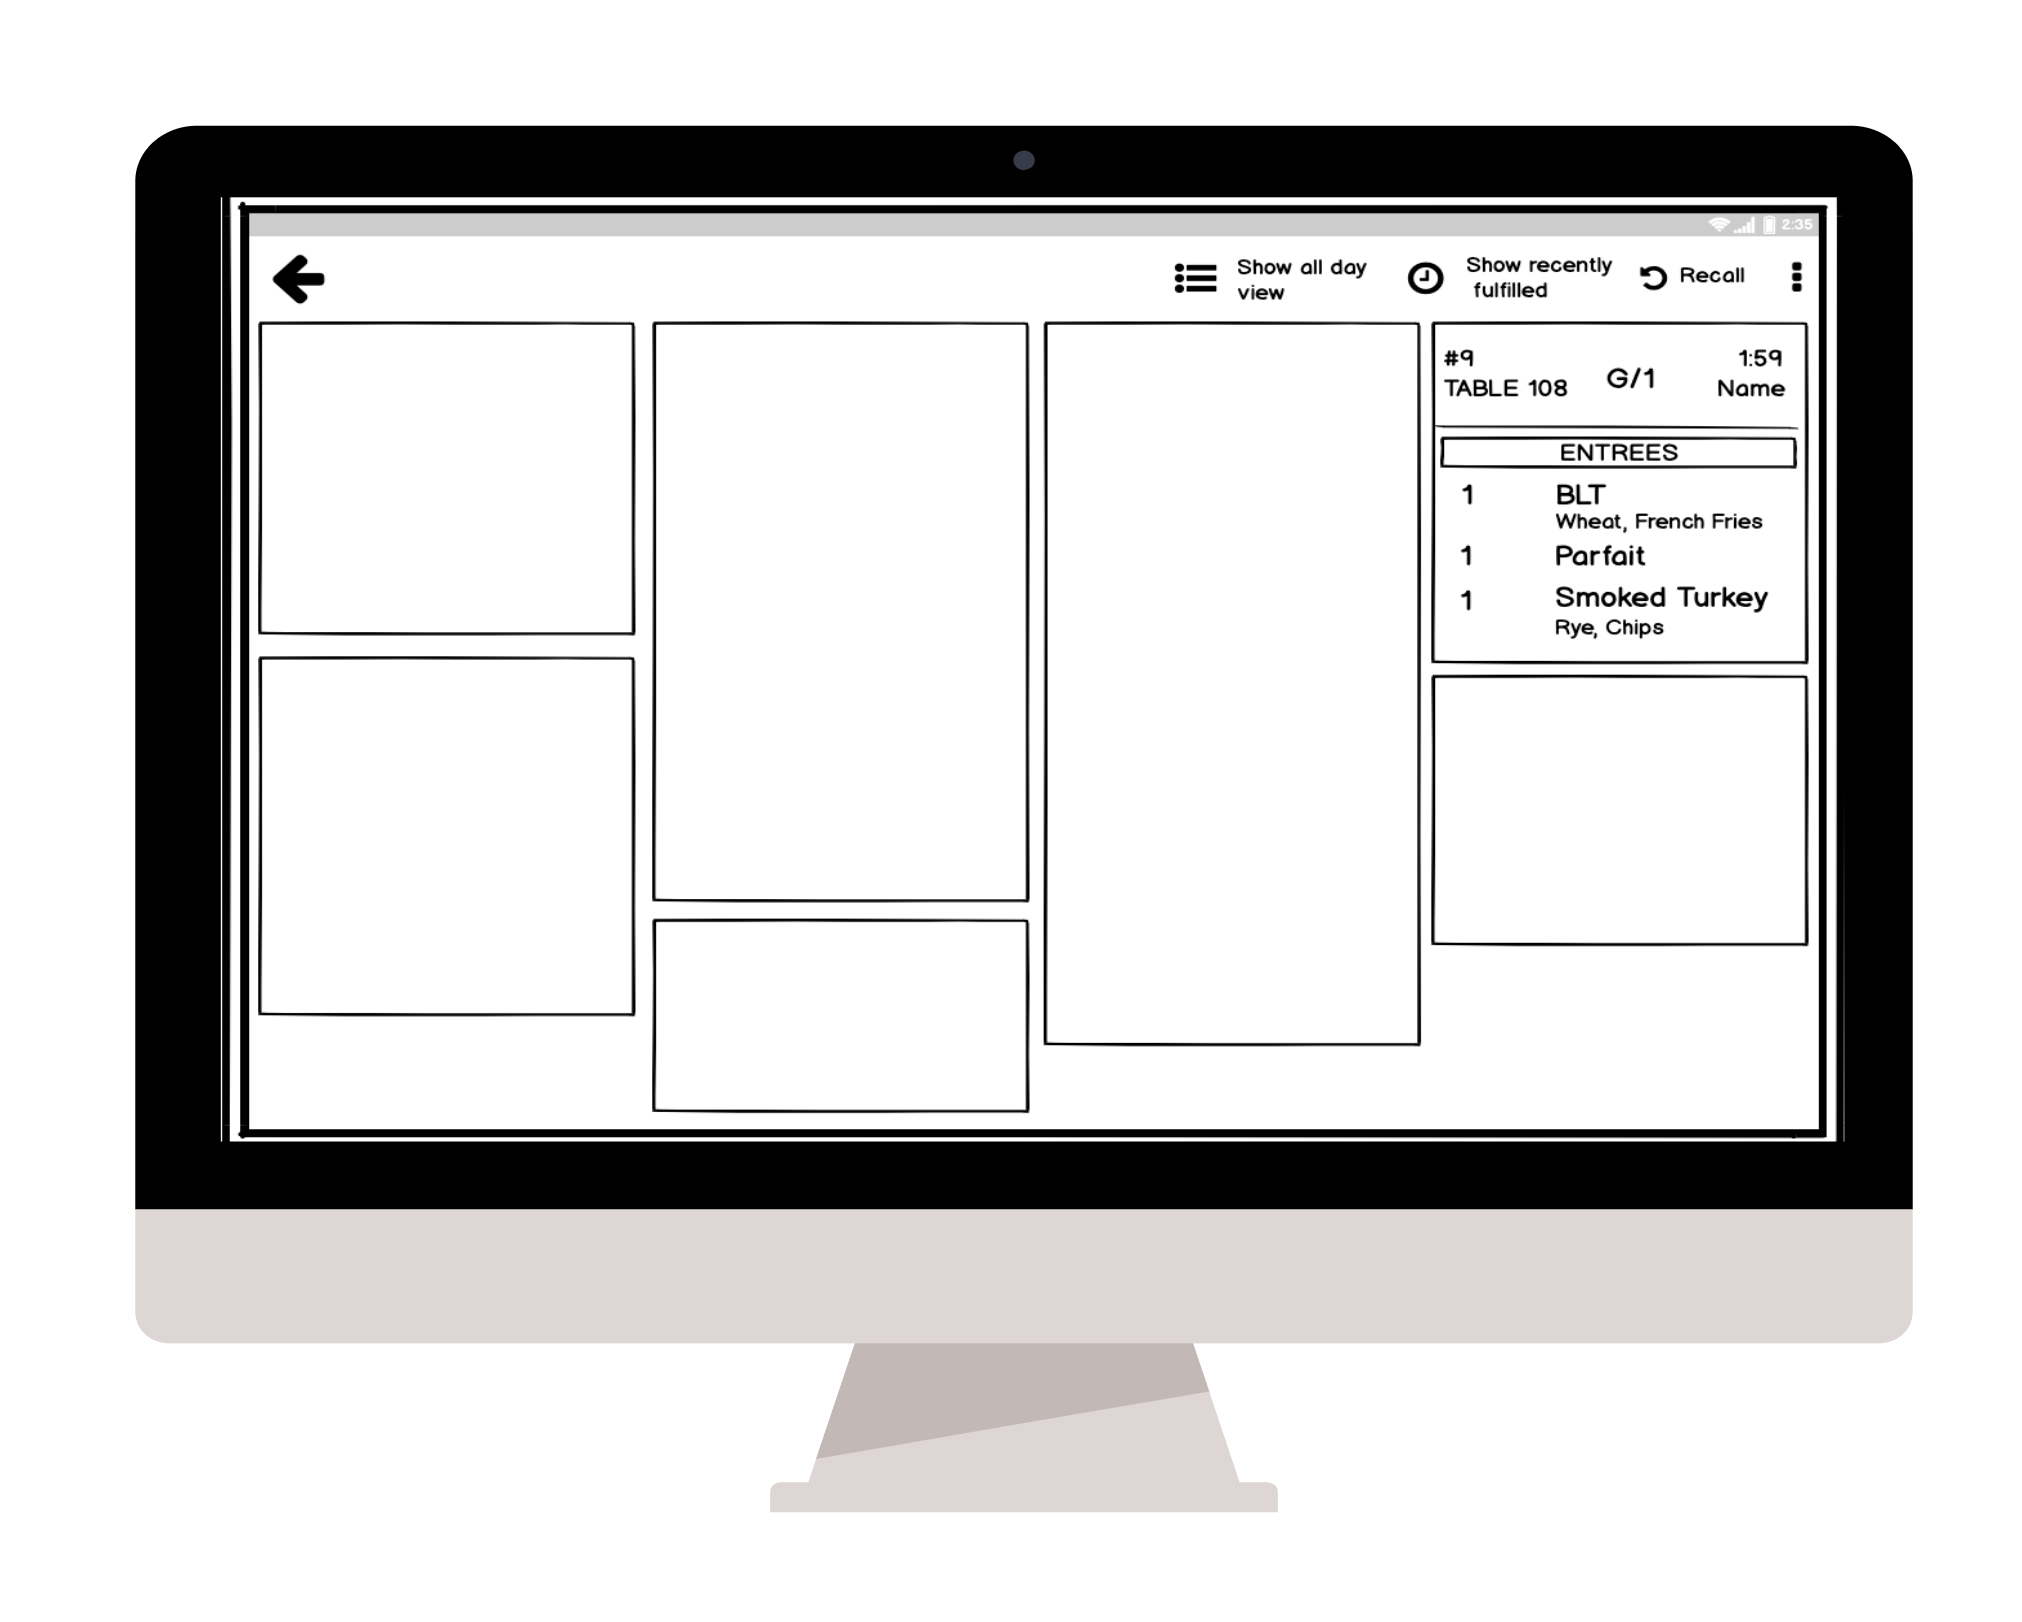 2:35
Show all day
view
Show recently
fulfilled
Recall
#9
TABLE 108
G/1
1:59
Name
ENTREES
1 BLT
Wheat, French Fries
1 Parfait
1 Smoked Turkey
Rye, Chips